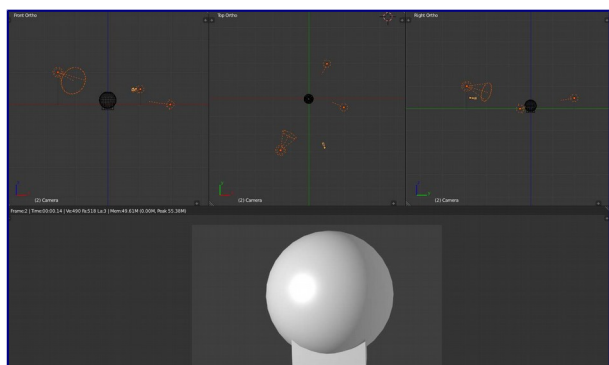 Front Ortho
Top Ortho
Right Ortho
(2) Camera
(2) Camera
(2) Camera
Frame:2 | Time:00:00.14 | Ve:490 Fa:518 La:3 | Mem:49.61M (0.00M, Peak 55.39M)